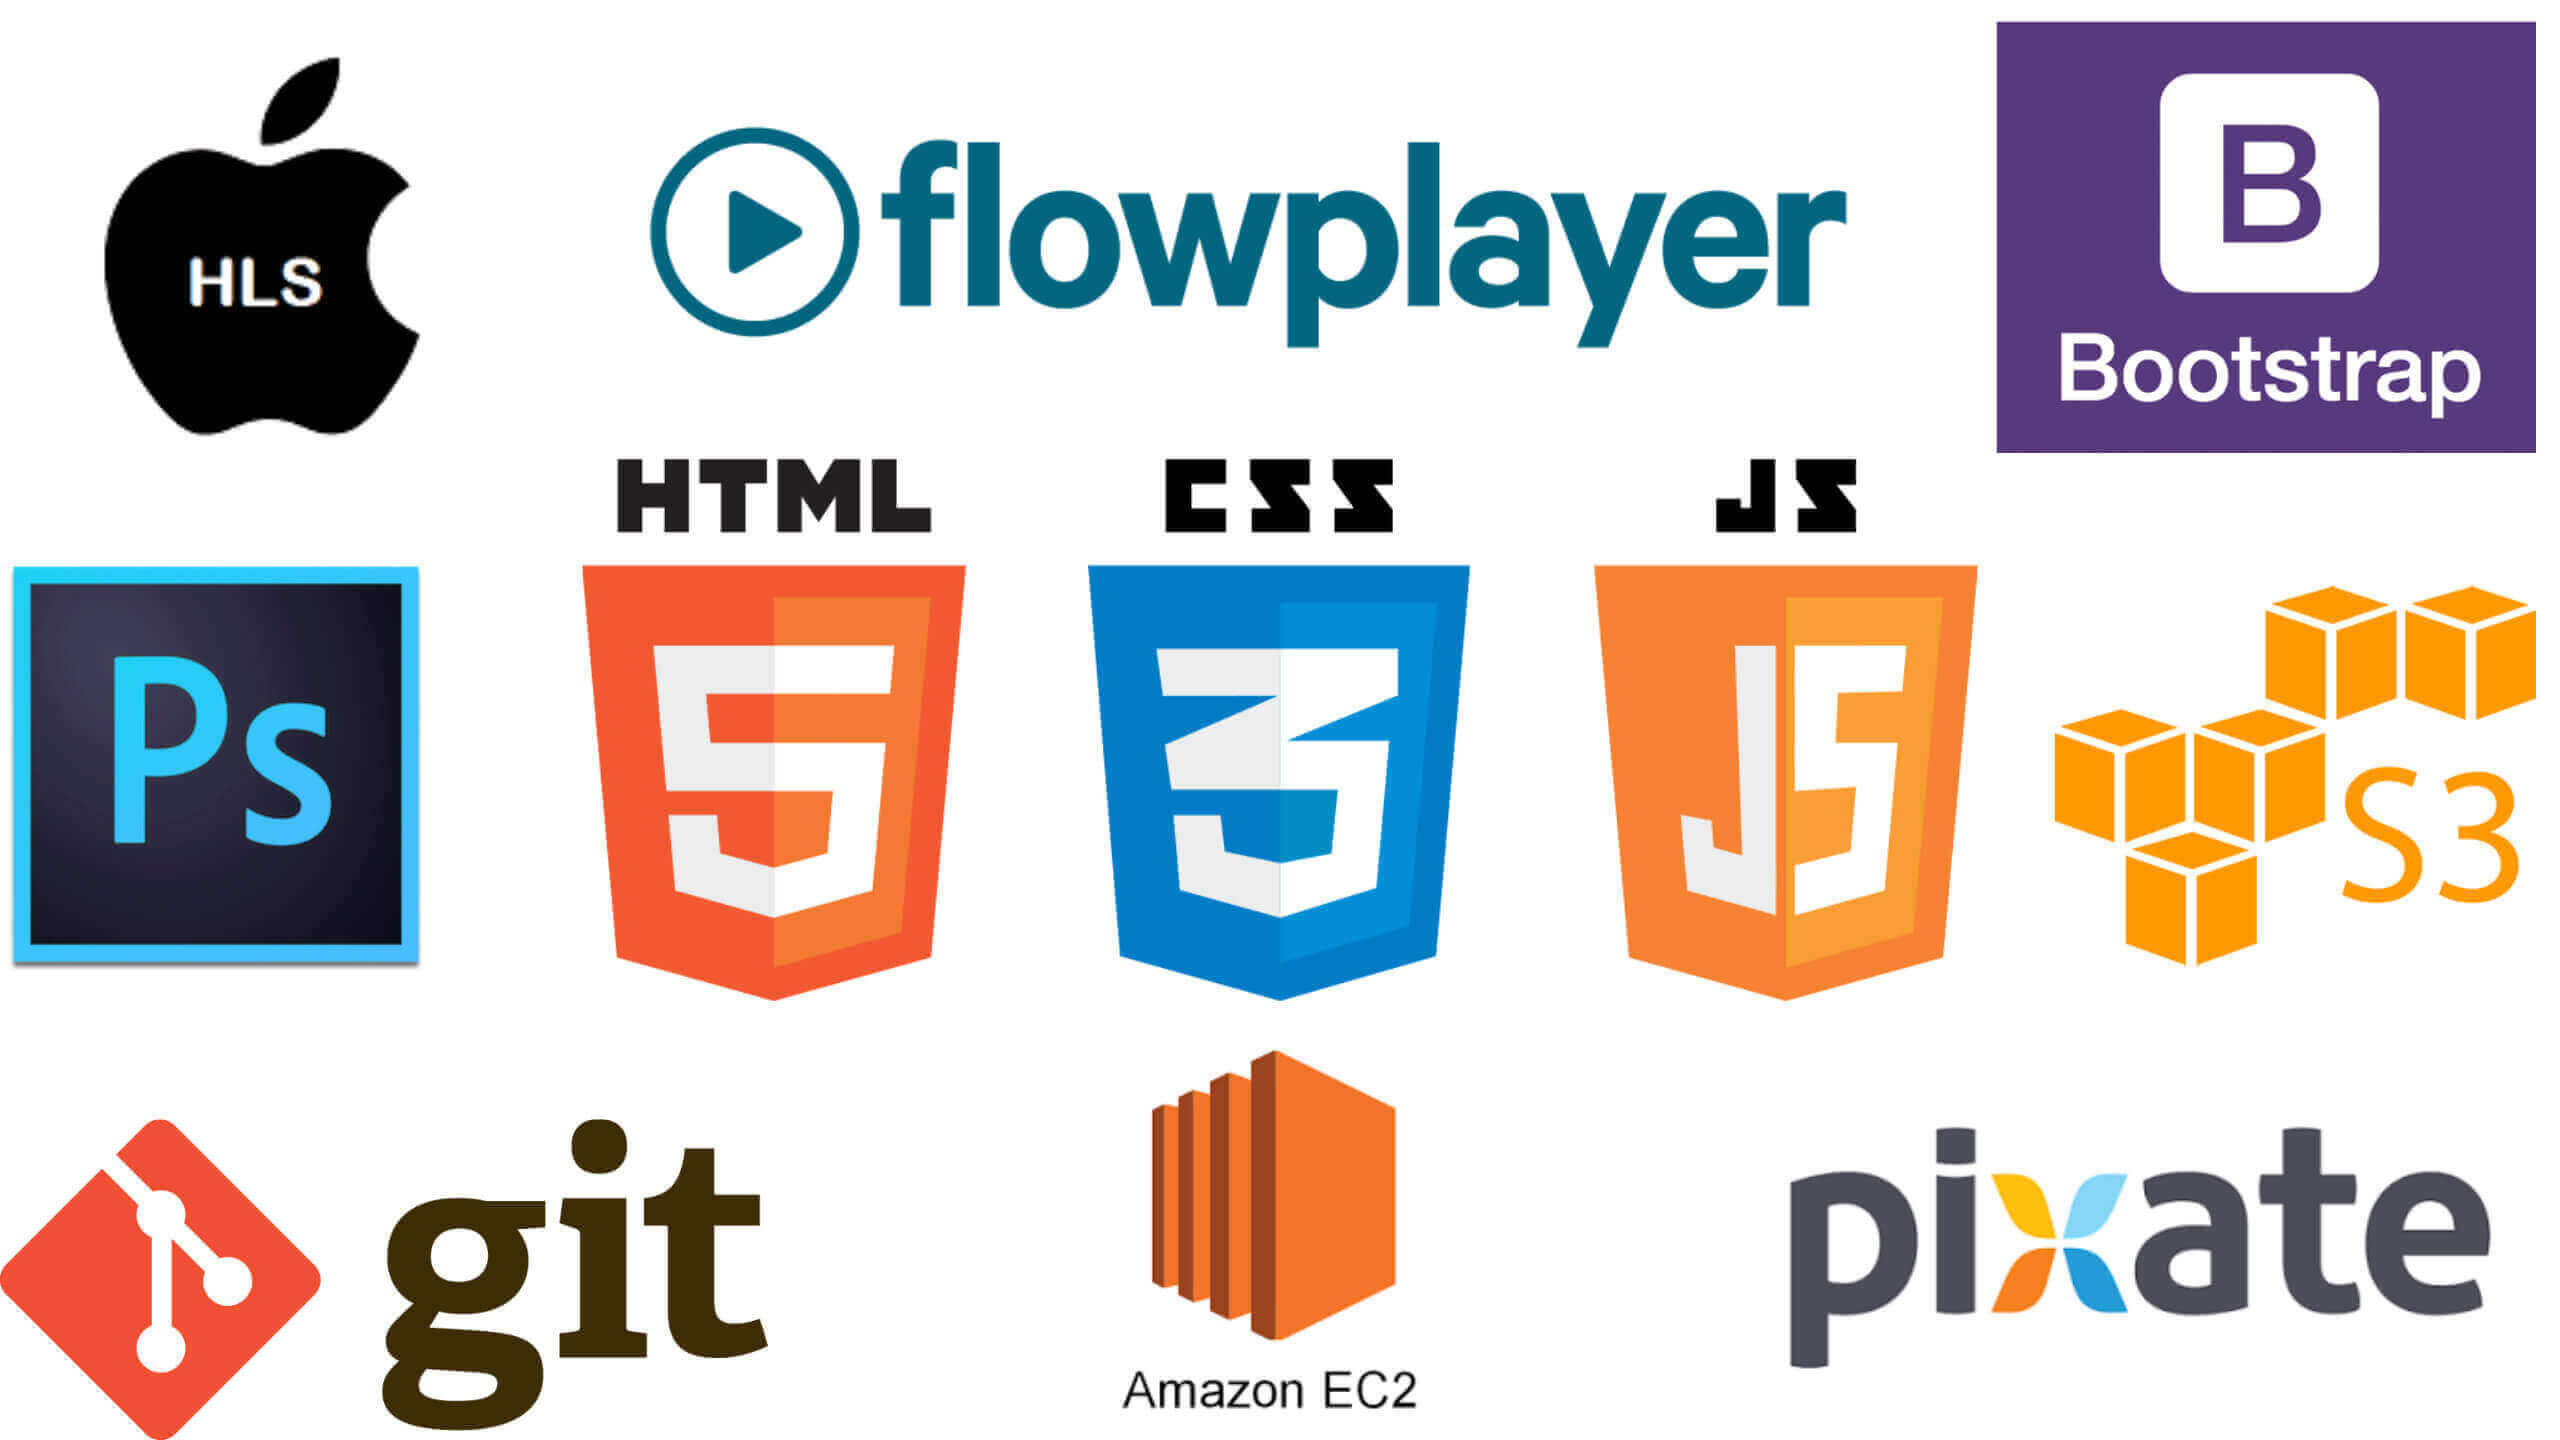 HLS
flowplayer
B
Bootstrap
HTML
CSS
JS
Ps
5
3
JS
S3
git
Amazon EC2
pixate